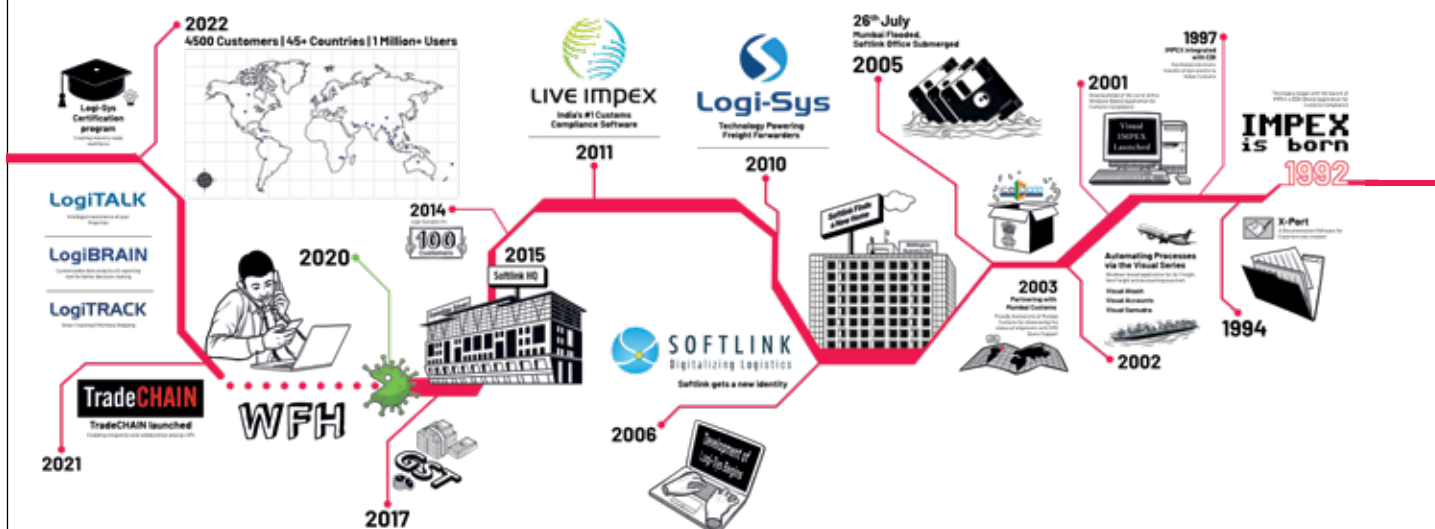 2022
4500 Customers | 45+ Countries | 1 Million+ Users
Logi-Sys
Certification
program
LogiTALK
LogiBRAIN
LogiTRACK
TradeCHAIN
TradeCHAIN launched
2021
WFH
2020
GST
2017
2014
100
Customers
2015
Softlink HQ
LIVE IMPEX
India's #1 Customs
Compliance Software
2011
Logi-Sys
Technology Powering
Freight Forwarders
2010
SOFTLINK
Digitalizing Logistics
Softlink gets a new identity
2006
Development of
Logi-Sys Begins
Softlink Finds
a New Home
26th July
Mumbai Flooded,
Softlink Office Submerged
2005
2003
Partnering with
Mumbai Customs
2001
Visual
IMPEX
Launched
Automating Processes
via the Visual Series
Visual Akash
Visual Accounts
Visual Samudra
2002
1997
IMPEX integrated
with EDI
IMPEX
is born
1992
X-Port
1994